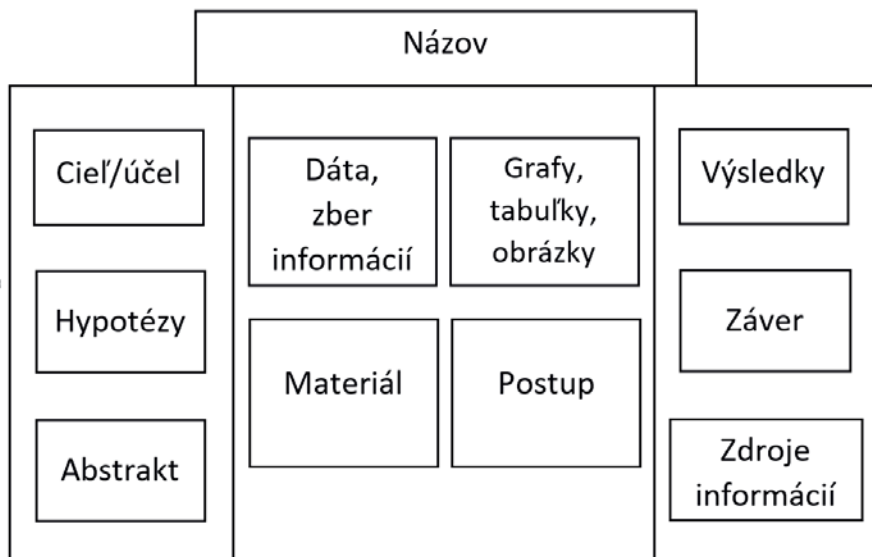 Názov
Cieľ/účel
Hypotézy
Abstrakt
Dáta,
zber
informácií
Grafy,
tabuľky,
obrázky
Materiál
Postup
Výsledky
Záver
Zdroje
informácií